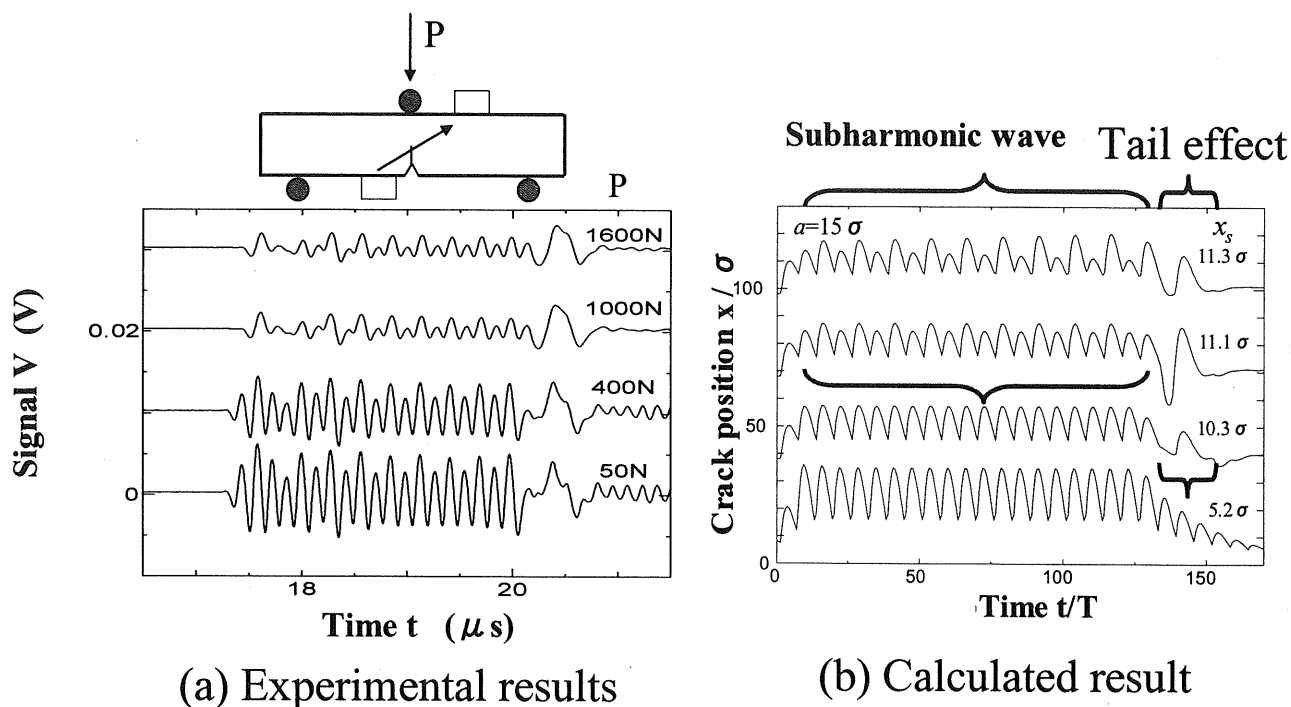 P
P
1600N
1000N
400N
50N
0.02
0
18
20
Signal V (V)
Time t (μs)
(a) Experimental results
Subharmonic wave
Tail effect
a=15 σ
x_s
11.3 σ
11.1 σ
10.3 σ
5.2 σ
100
50
0
0
50
100
150
Crack position x / σ
Time t/T
(b) Calculated result